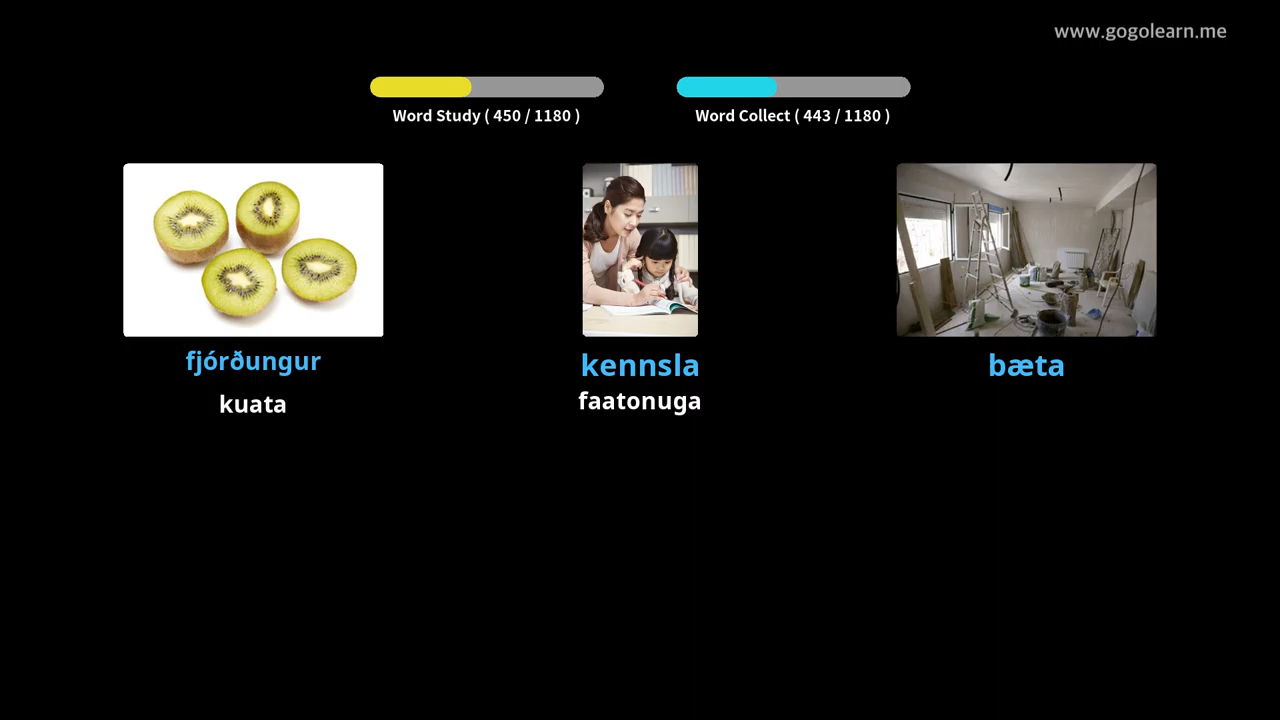 www.gogolearn.me
Word Study ( 450 / 1180 )
Word Collect ( 443 / 1180 )
fjórðungur
kuata
kennsla
faatonuga
bæta